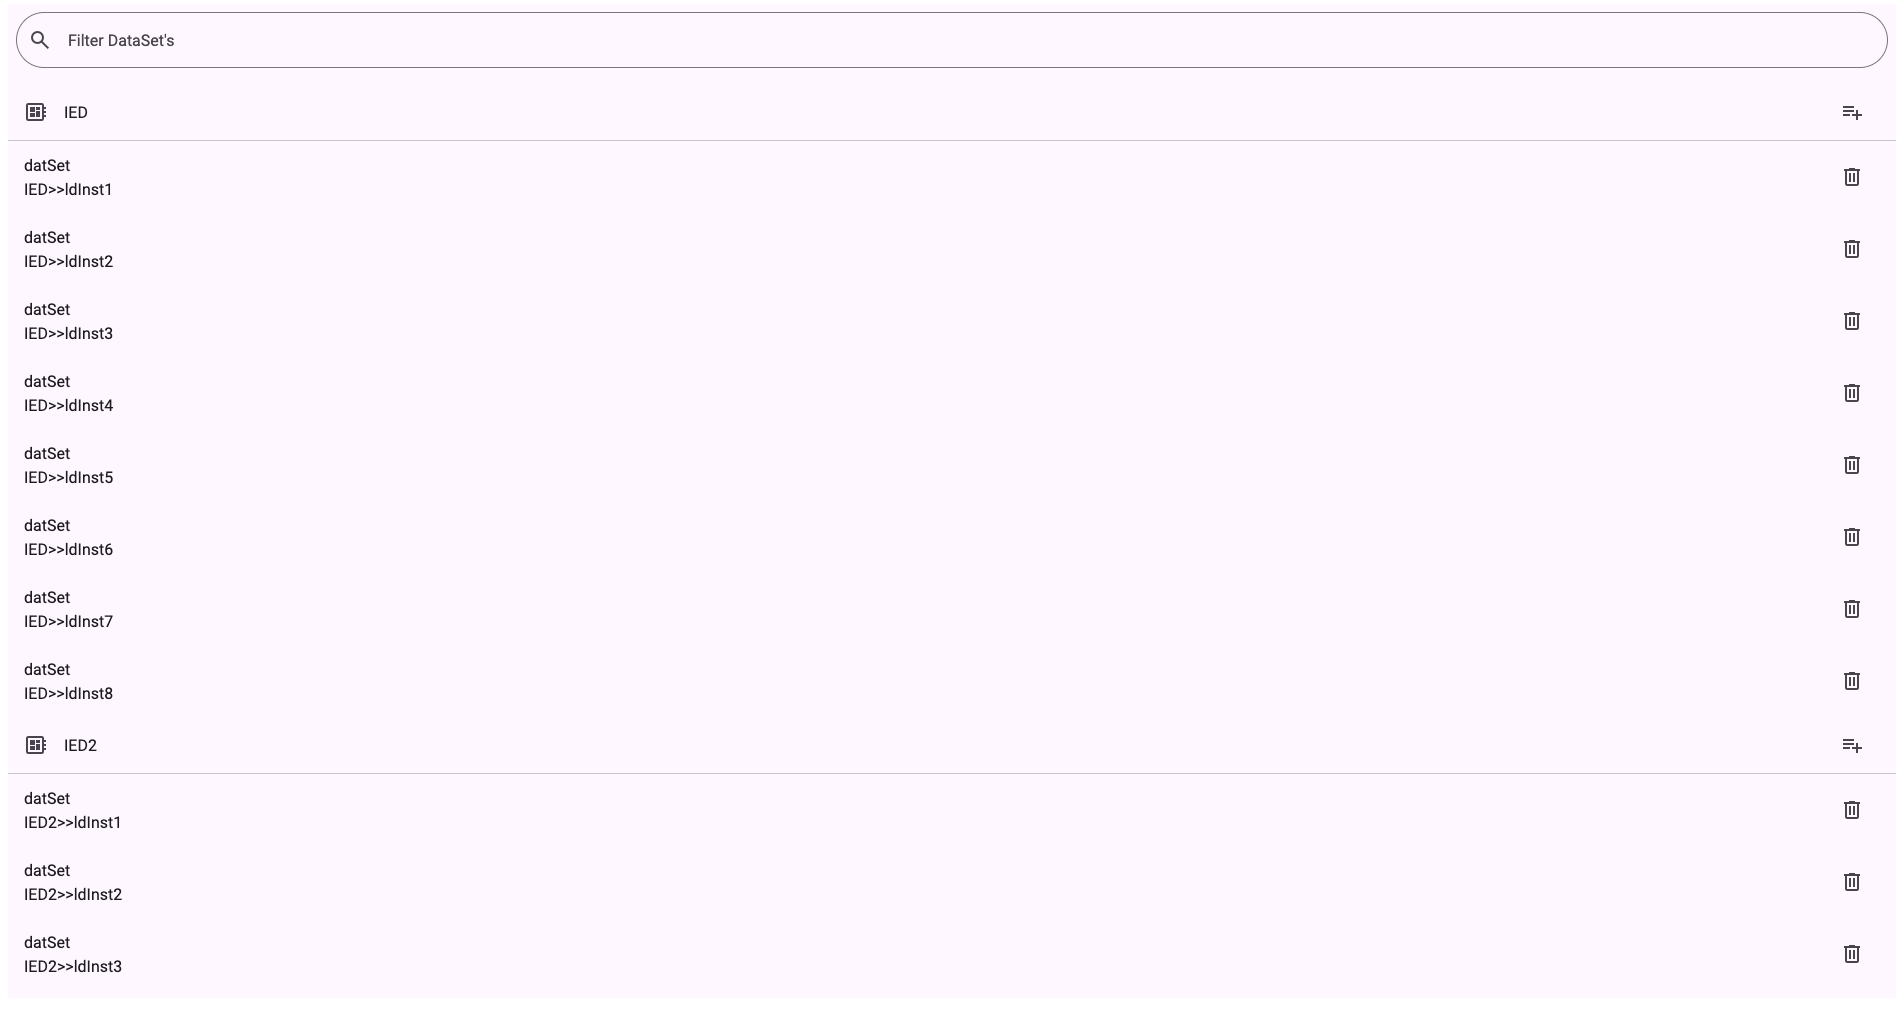 Filter DataSet's
IED
datSet
IED>>ldInst1
datSet
IED>>ldInst2
datSet
IED>>ldInst3
datSet
IED>>ldInst4
datSet
IED>>ldInst5
datSet
IED>>ldInst6
datSet
IED>>ldInst7
datSet
IED>>ldInst8
IED2
datSet
IED2>>ldInst1
datSet
IED2>>ldInst2
datSet
IED2>>ldInst3